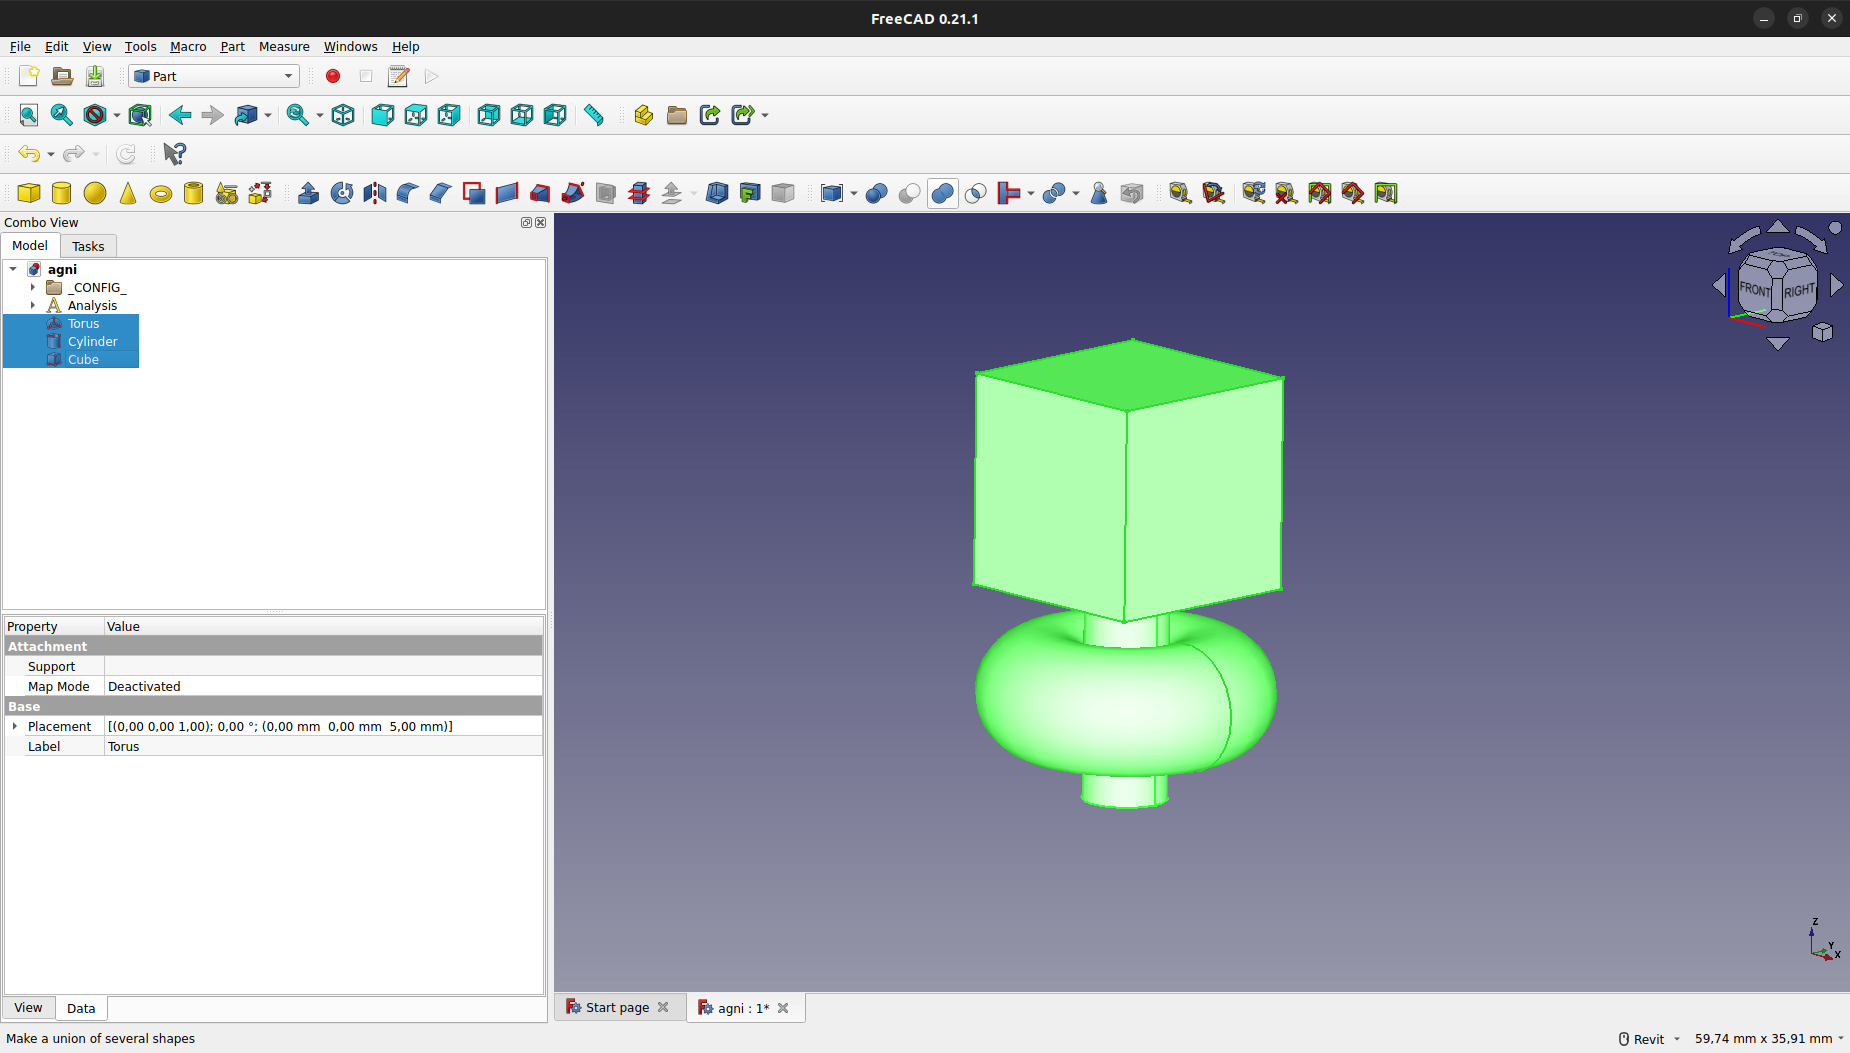 FreeCAD 0.21.1
File Edit View Tools Macro Part Measure Windows Help
Part
Combo View
Model Tasks
agni
_CONFIG_
Analysis
Torus
Cylinder
Cube
Property Value
Attachment
Support
Map Mode Deactivated
Base
Placement [(0,00 0,00 1,00); 0,00 °; (0,00 mm 0,00 mm 5,00 mm)]
Label Torus
View Data
TOP
FRONT RIGHT
Z
Y
X
Start page agni : 1*
Make a union of several shapes
Revit 59,74 mm x 35,91 mm